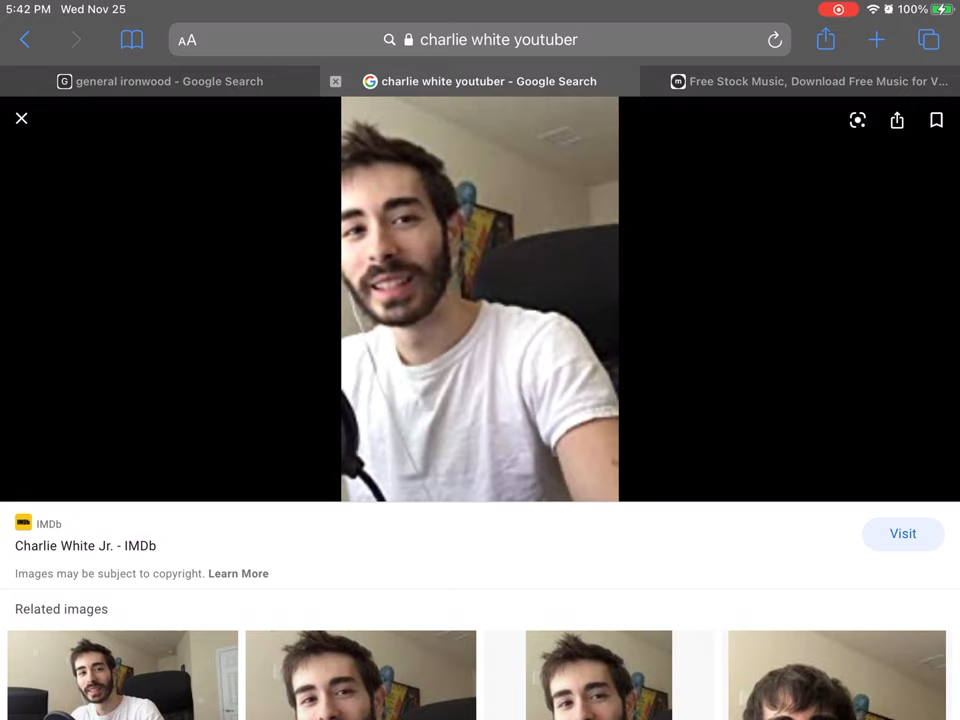 5:42 PM Wed Nov 25
100%
AA
charlie white youtuber
G general ironwood - Google Search
charlie white youtuber - Google Search
m Free Stock Music, Download Free Music for V...
IMDb IMDb
Charlie White Jr. - IMDb
Visit
Images may be subject to copyright. Learn More
Related images